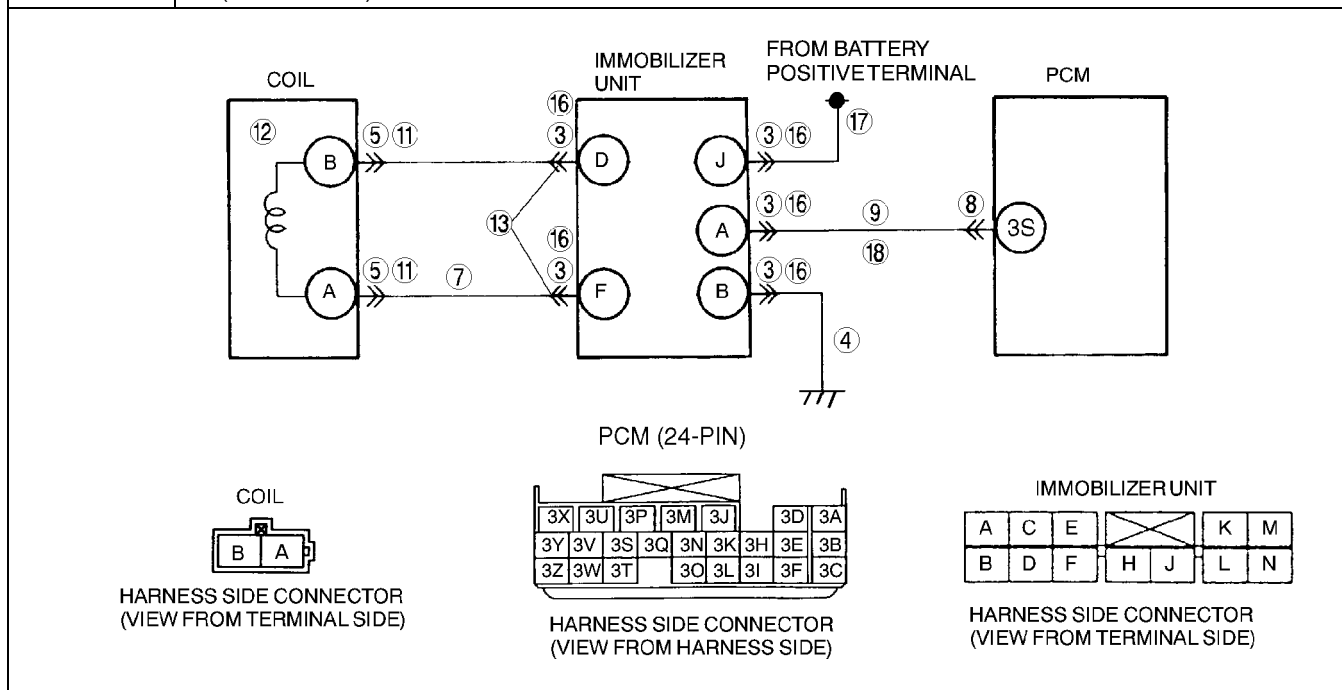 COIL
IMMOBILIZER
UNIT
FROM BATTERY
POSITIVE TERMINAL
PCM
⑫
B
⑤ ⑪
⑯
③
D
J
③ ⑯
⑰
⑬
A
③ ⑯
⑨
⑱
⑧
3S
A
⑤ ⑪
⑦
⑯
③
F
B
③ ⑯
④
PCM (24-PIN)
COIL
B A
HARNESS SIDE CONNECTOR
(VIEW FROM TERMINAL SIDE)
3X 3U 3P 3M 3J 3D 3A
3Y 3V 3S 3Q 3N 3K 3H 3E 3B
3Z 3W 3T 3O 3L 3I 3F 3C
HARNESS SIDE CONNECTOR
(VIEW FROM HARNESS SIDE)
IMMOBILIZER UNIT
A C E K M
B D F H J L N
HARNESS SIDE CONNECTOR
(VIEW FROM TERMINAL SIDE)